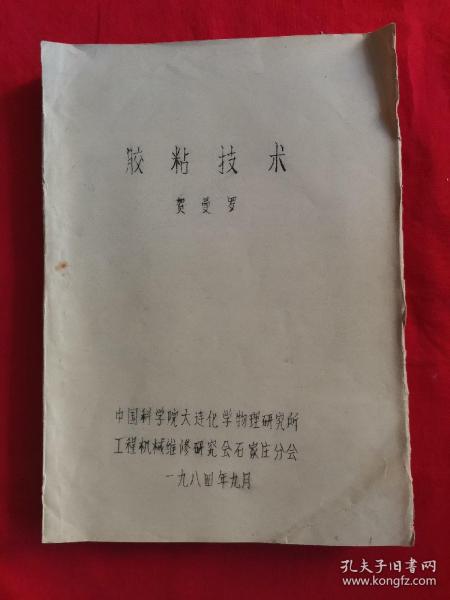 胶粘技术
贺曼罗
中国科学院大连化学物理研究所
工程机械维修研究会石家庄分会
一九八四年九月
孔夫子旧书网
www.kongfz.com